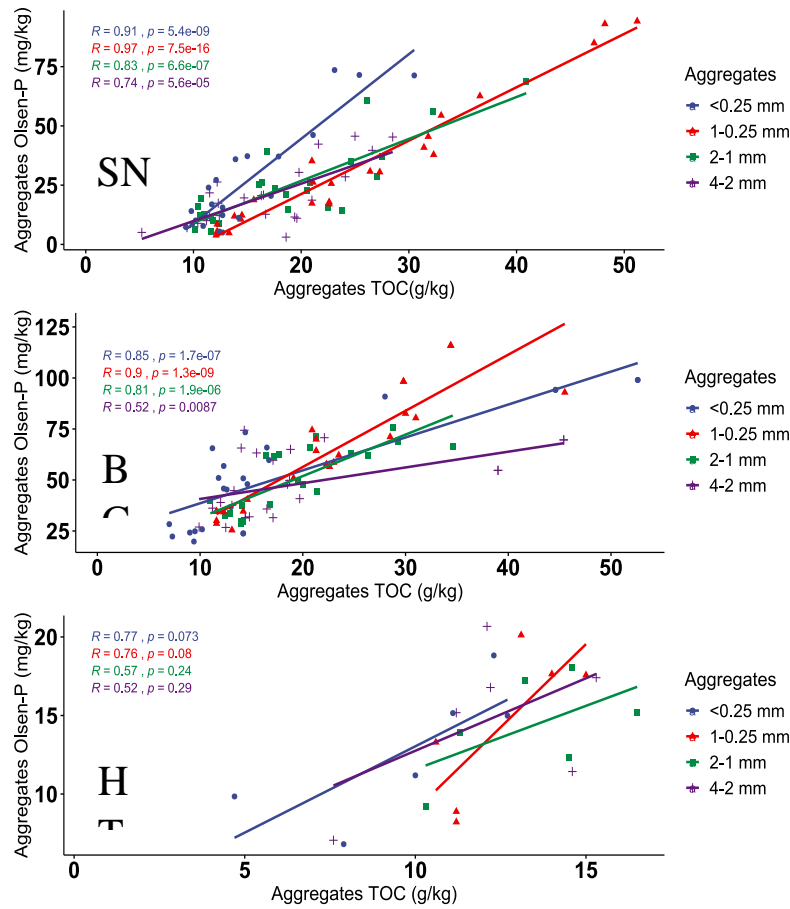 Aggregates Olsen-P (mg/kg)
75
50
25
0
R = 0.91 , p = 5.4e-09
R = 0.97 , p = 7.5e-16
R = 0.83 , p = 6.6e-07
R = 0.74 , p = 5.6e-05
SN
0 10 20 30 40 50
Aggregates TOC(g/kg)
Aggregates
<0.25 mm
1-0.25 mm
2-1 mm
4-2 mm
Aggregates Olsen-P (mg/kg)
125
100
75
50
25
R = 0.85 , p = 1.7e-07
R = 0.9 , p = 1.3e-09
R = 0.81 , p = 1.9e-06
R = 0.52 , p = 0.0087
B
0 10 20 30 40 50
Aggregates TOC (g/kg)
Aggregates
<0.25 mm
1-0.25 mm
2-1 mm
4-2 mm
Aggregates Olsen-P (mg/kg)
20
15
10
R = 0.77 , p = 0.073
R = 0.76 , p = 0.08
R = 0.57 , p = 0.24
R = 0.52 , p = 0.29
H
0 5 10 15
Aggregates TOC (g/kg)
Aggregates
<0.25 mm
1-0.25 mm
2-1 mm
4-2 mm